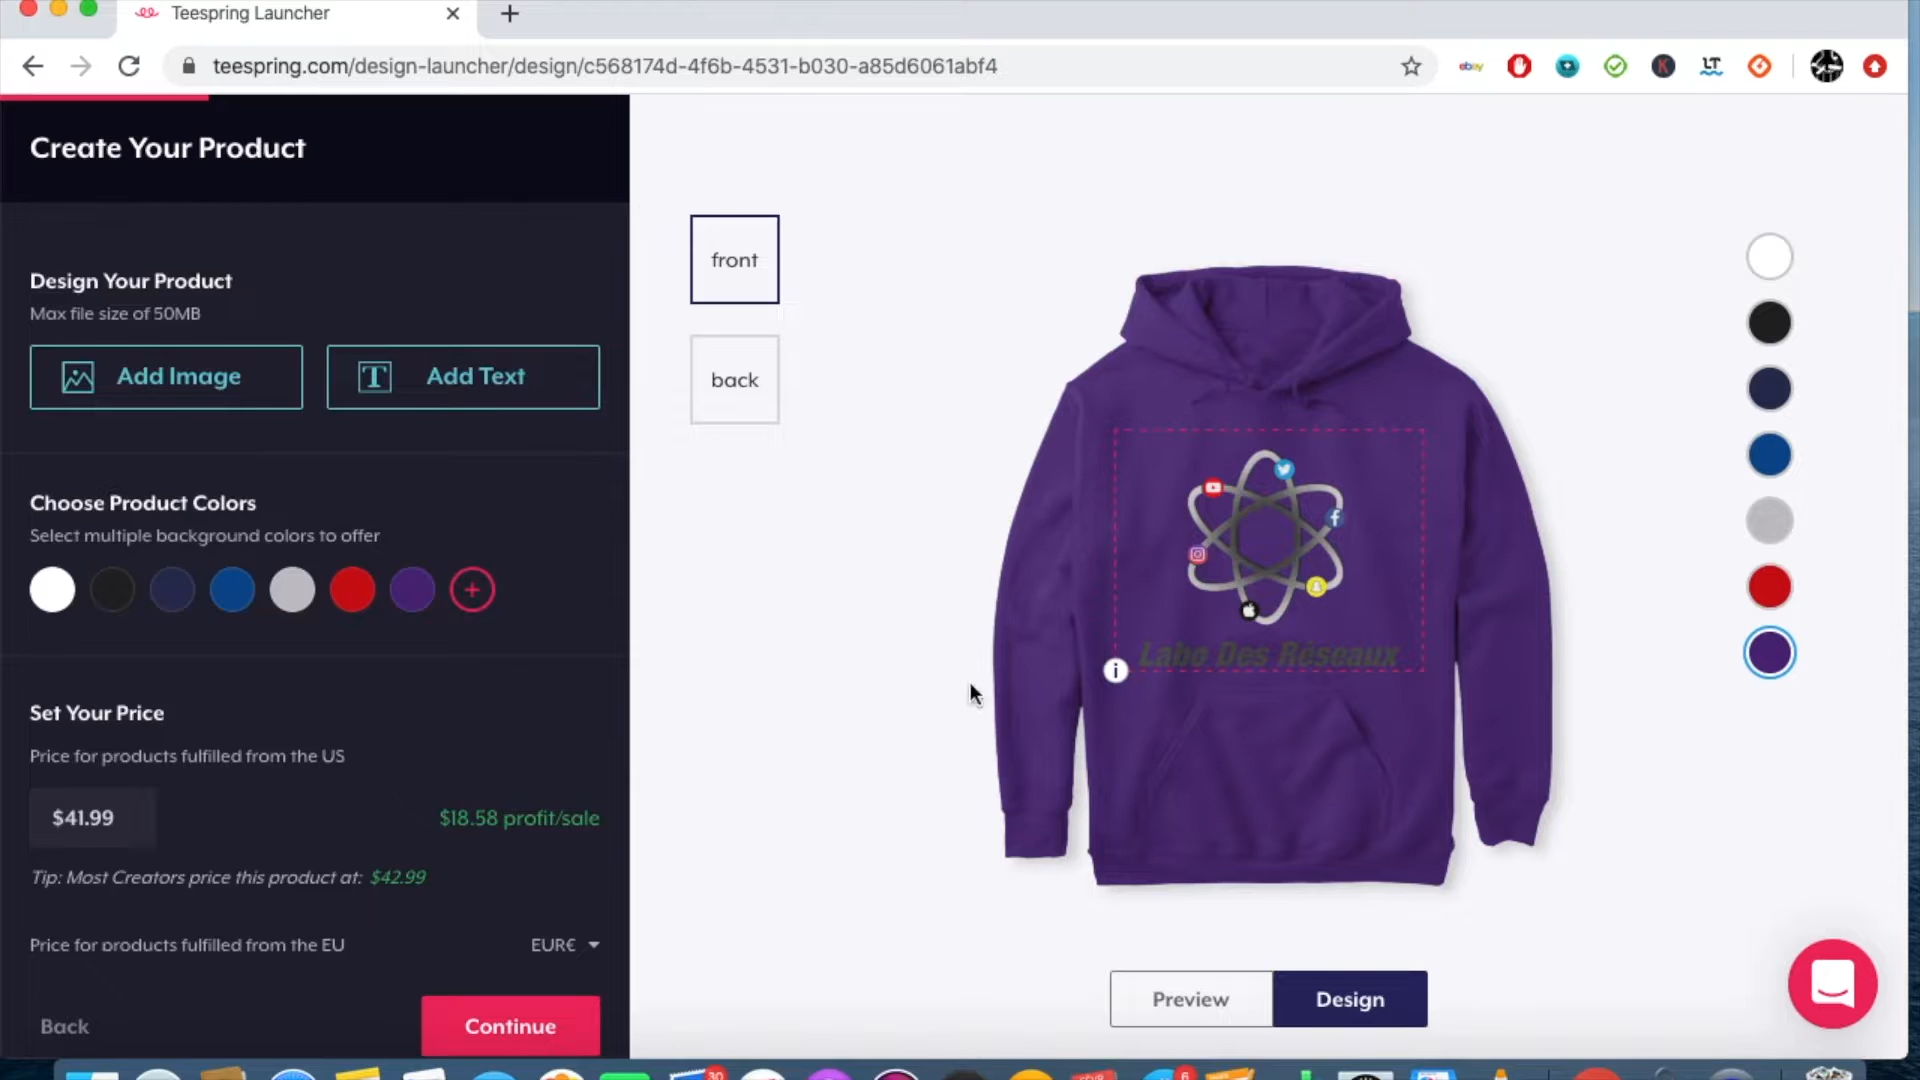 Teespring Launcher
teespring.com/design-launcher/design/c568174d-4f6b-4531-b030-a85d6061abf4
ebay
K
LT
Create Your Product
Design Your Product
Max file size of 50MB
Add Image
T Add Text
Choose Product Colors
Select multiple background colors to offer
Set Your Price
Price for products fulfilled from the US
$41.99
$18.58 profit/sale
Tip: Most Creators price this product at: $42.99
Price for products fulfilled from the EU
EUR€
Back
Continue
front
back
f
Labo Des Réseaux
i
Preview
Design
30
6